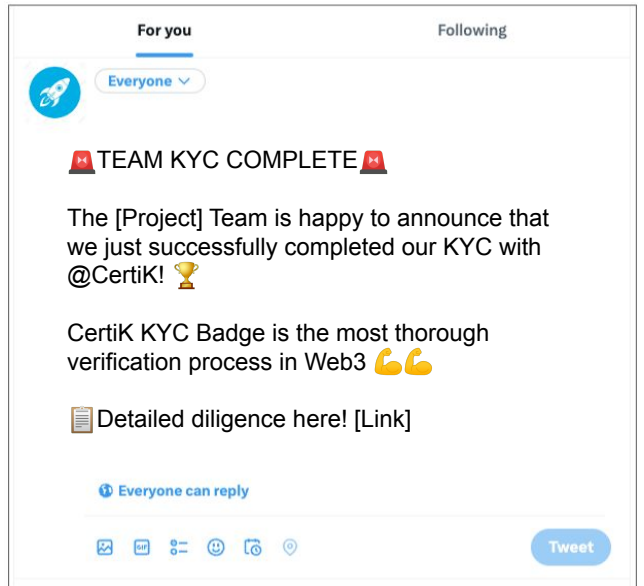 For you Following
Everyone
🚨TEAM KYC COMPLETE🚨
The [Project] Team is happy to announce that
we just successfully completed our KYC with
@CertiK! 🏆
CertiK KYC Badge is the most thorough
verification process in Web3 💪💪
📋Detailed diligence here! [Link]
Everyone can reply
GIF
Tweet